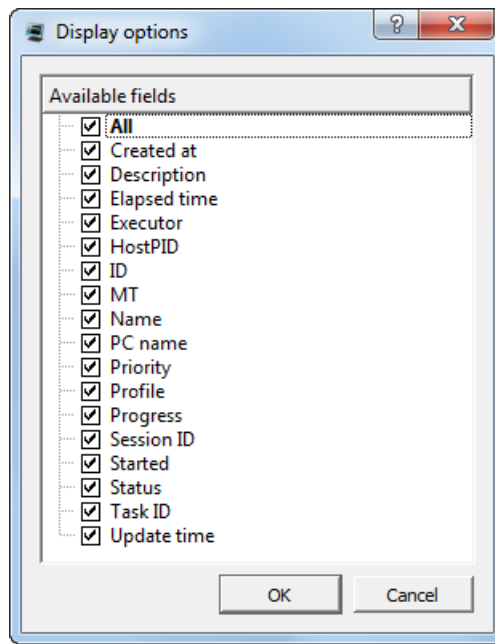 Display options
Available fields
All
Created at
Description
Elapsed time
Executor
HostPID
ID
MT
Name
PC name
Priority
Profile
Progress
Session ID
Started
Status
Task ID
Update time
OK Cancel